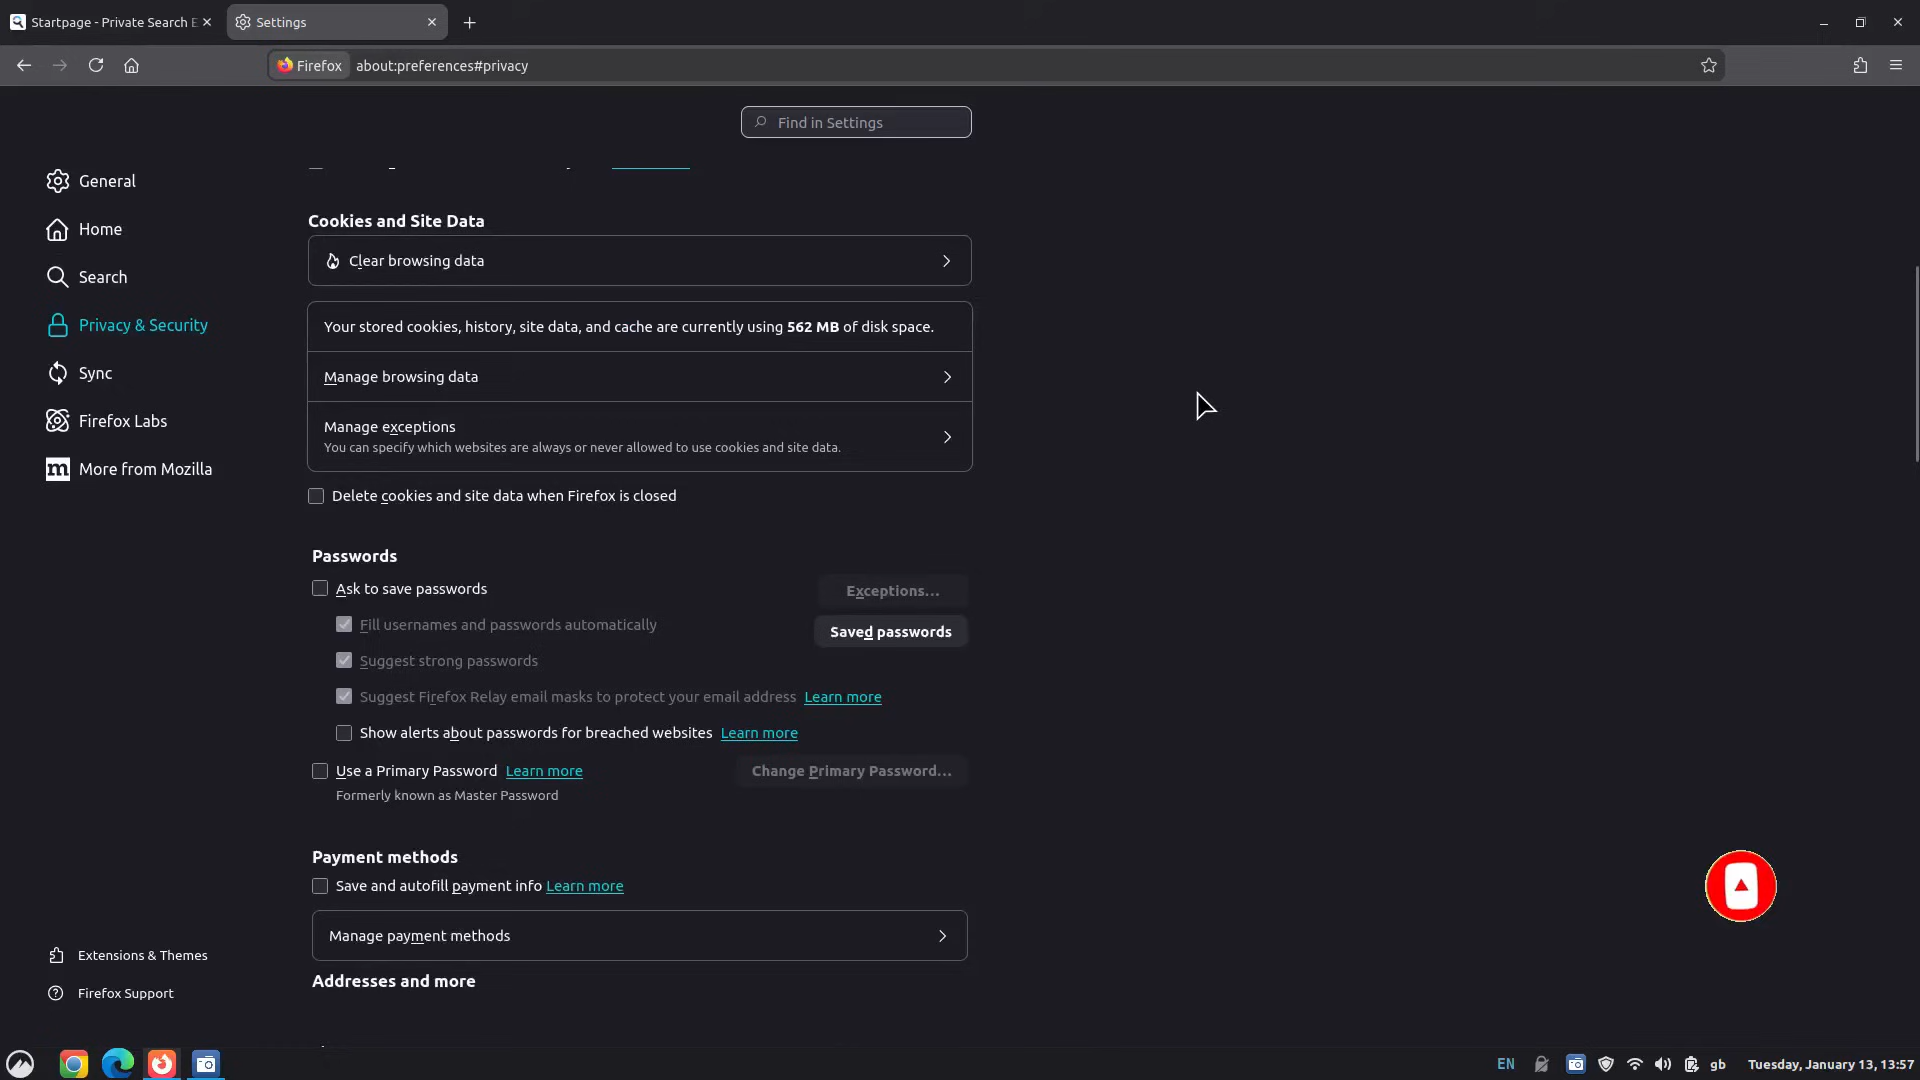 Startpage - Private Search E
Settings
Firefox
about:preferences#privacy
Find in Settings
General
Home
Search
Privacy & Security
Sync
Firefox Labs
More from Mozilla
Extensions & Themes
Firefox Support
Cookies and Site Data
Clear browsing data
Your stored cookies, history, site data, and cache are currently using 562 MB of disk space.
Manage browsing data
Manage exceptions
You can specify which websites are always or never allowed to use cookies and site data.
Delete cookies and site data when Firefox is closed
Passwords
Ask to save passwords
Exceptions...
Fill usernames and passwords automatically
Saved passwords
Suggest strong passwords
Suggest Firefox Relay email masks to protect your email address Learn more
Show alerts about passwords for breached websites Learn more
Use a Primary Password Learn more
Change Primary Password...
Formerly known as Master Password
Payment methods
Save and autofill payment info Learn more
Manage payment methods
Addresses and more
EN
gb
Tuesday, January 13, 13:57